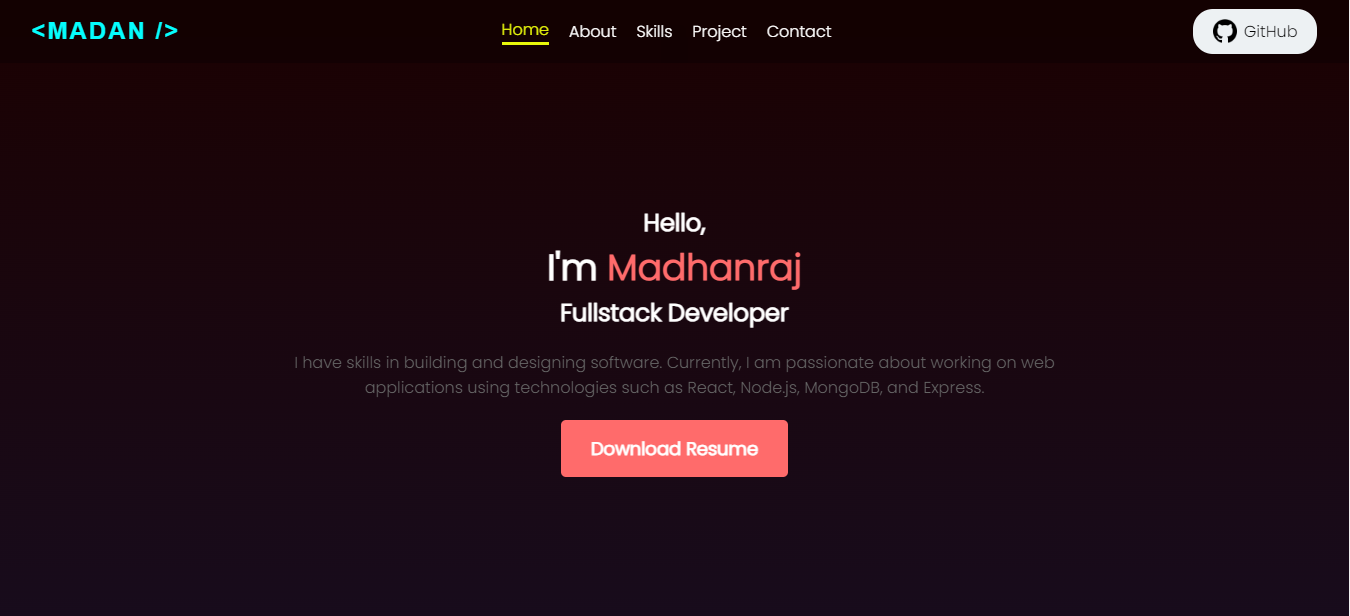 <MADAN />
Home About Skills Project Contact
GitHub
Hello,
I'm Madhanraj
Fullstack Developer
I have skills in building and designing software. Currently, I am passionate about working on web
applications using technologies such as React, Node.js, MongoDB, and Express.
Download Resume